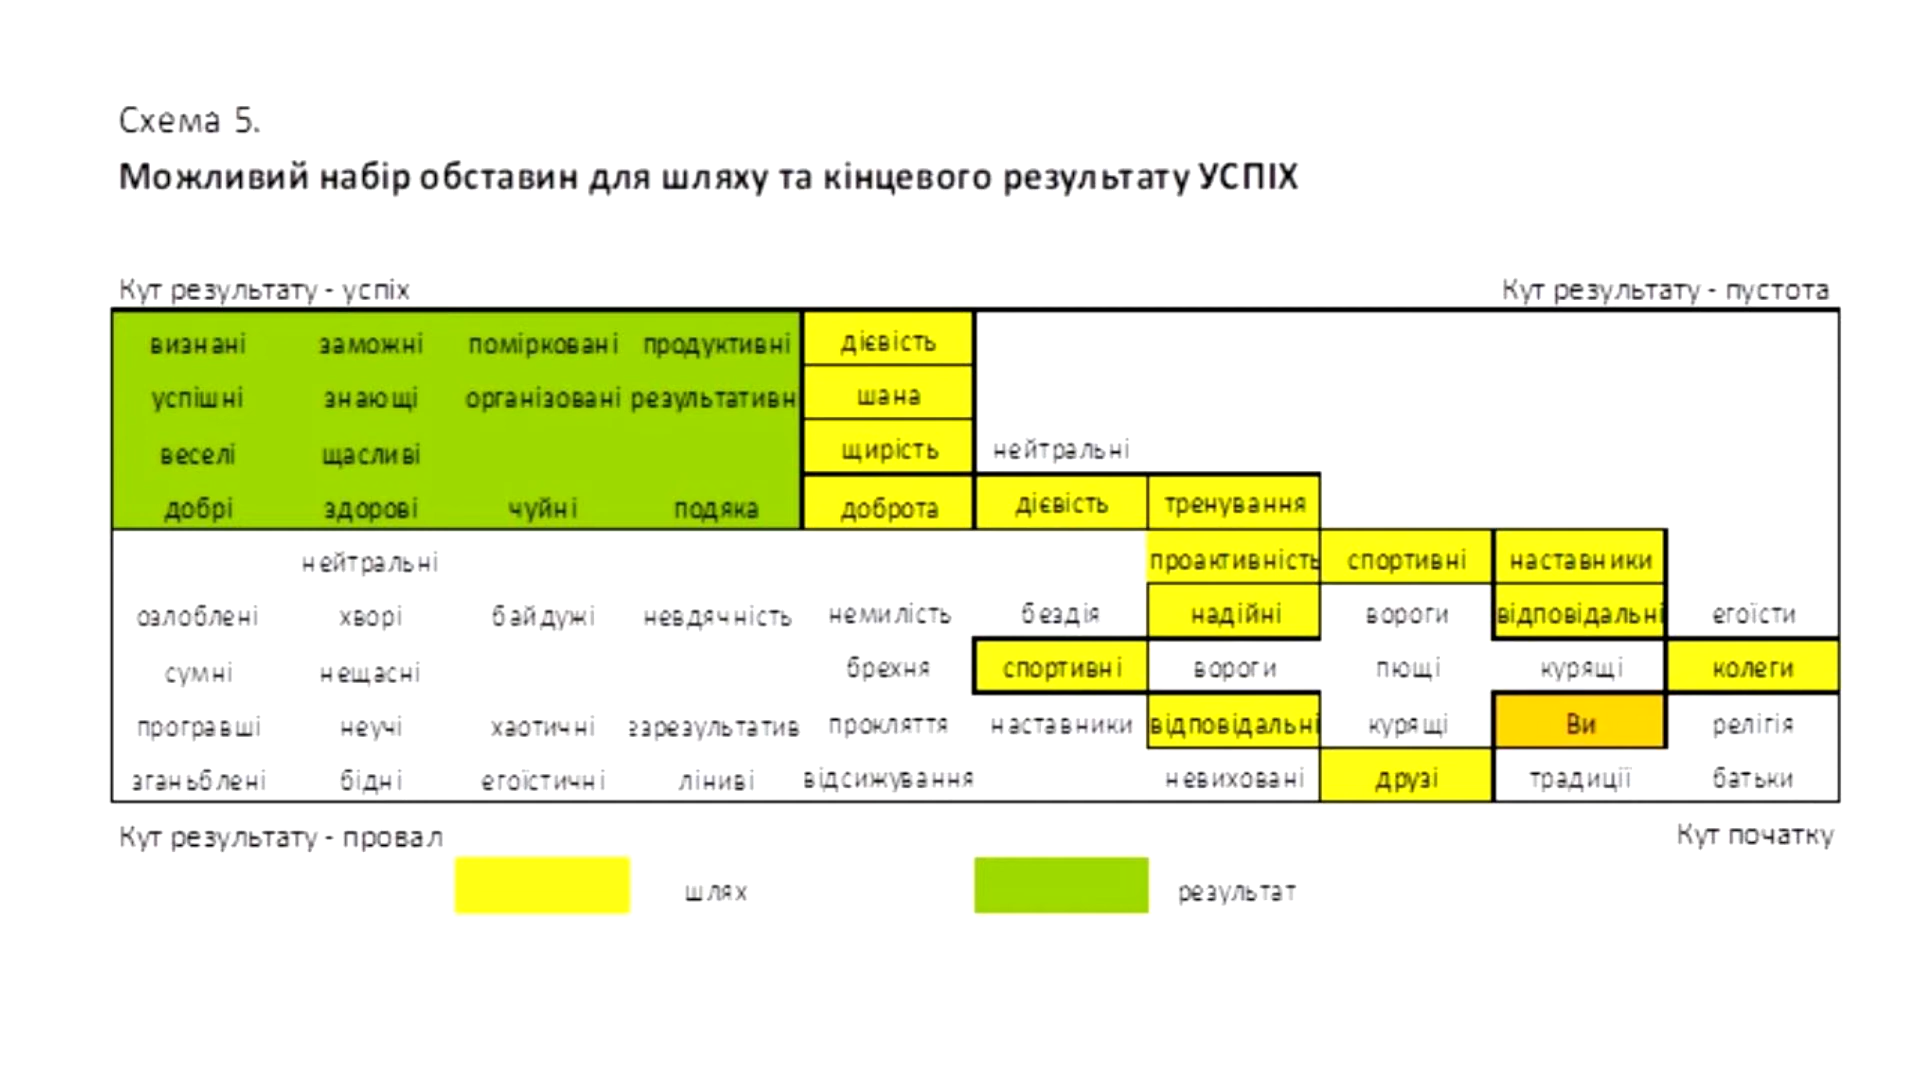 Схема 5.
Можливий набір обставин для шляху та кінцевого результату УСПІХ
Кут результату - успіх Кут результату - пустота
визнані заможні помірковані продуктивні дієвість
успішні знаючі організовані результативн шана
веселі щасливі щирість нейтральні
добрі здорові чуйні подяка доброта дієвість тренування
нейтральні проактивність спортивні наставники
озлоблені хворі байдужі невдячність немилість бездія надійні вороги відповідальні егоїсти
сумні нещасні брехня спортивні вороги пющі курящі колеги
програвші неучі хаотичні езрезультатив прокляття наставники відповідальні курящі Ви релігія
зганьблені бідні егоїстичні ліниві відсижування невиховані друзі традиції батьки
Кут результату - провал Кут початку
шлях результат